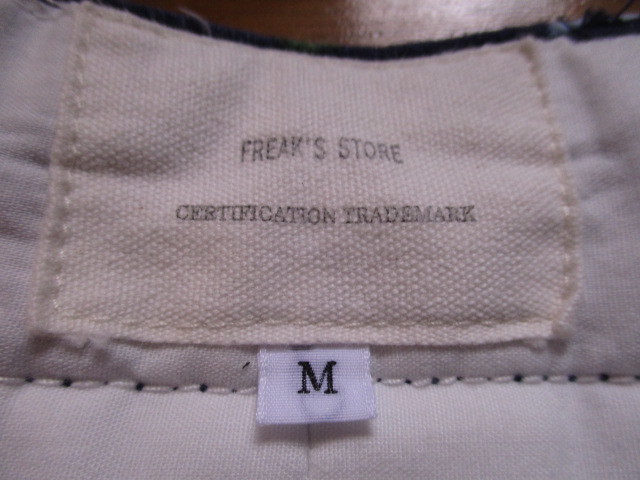 FREAK'S STORE
CERTIFICATION TRADEMARK
M